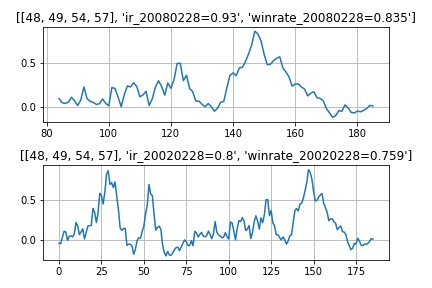 [[48, 49, 54, 57], 'ir_20080228=0.93', 'winrate_20080228=0.835']
0.5
0.0
80 100 120 140 160 180
[[48, 49, 54, 57], 'ir_20020228=0.8', 'winrate_20020228=0.759']
0.5
0.0
0 25 50 75 100 125 150 175